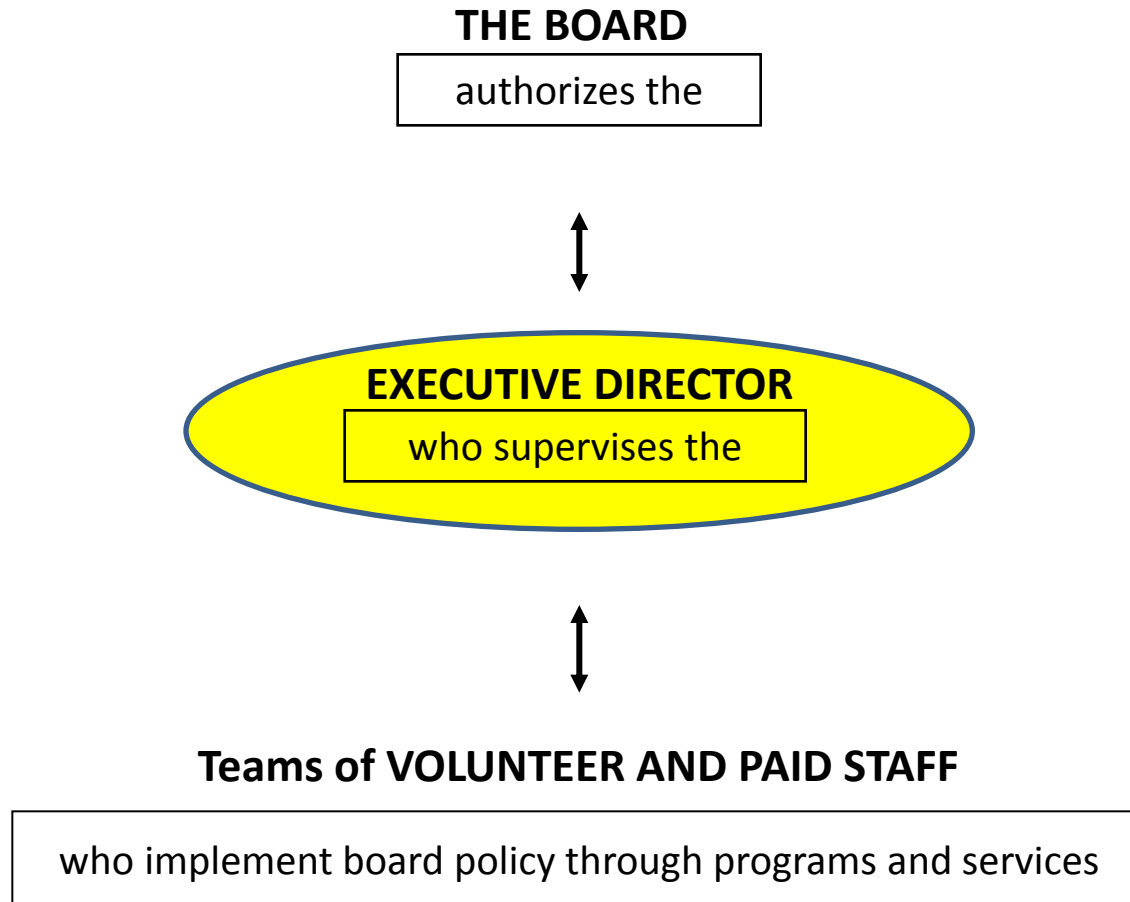 THE BOARD
authorizes the
EXECUTIVE DIRECTOR
who supervises the
Teams of VOLUNTEER AND PAID STAFF
who implement board policy through programs and services